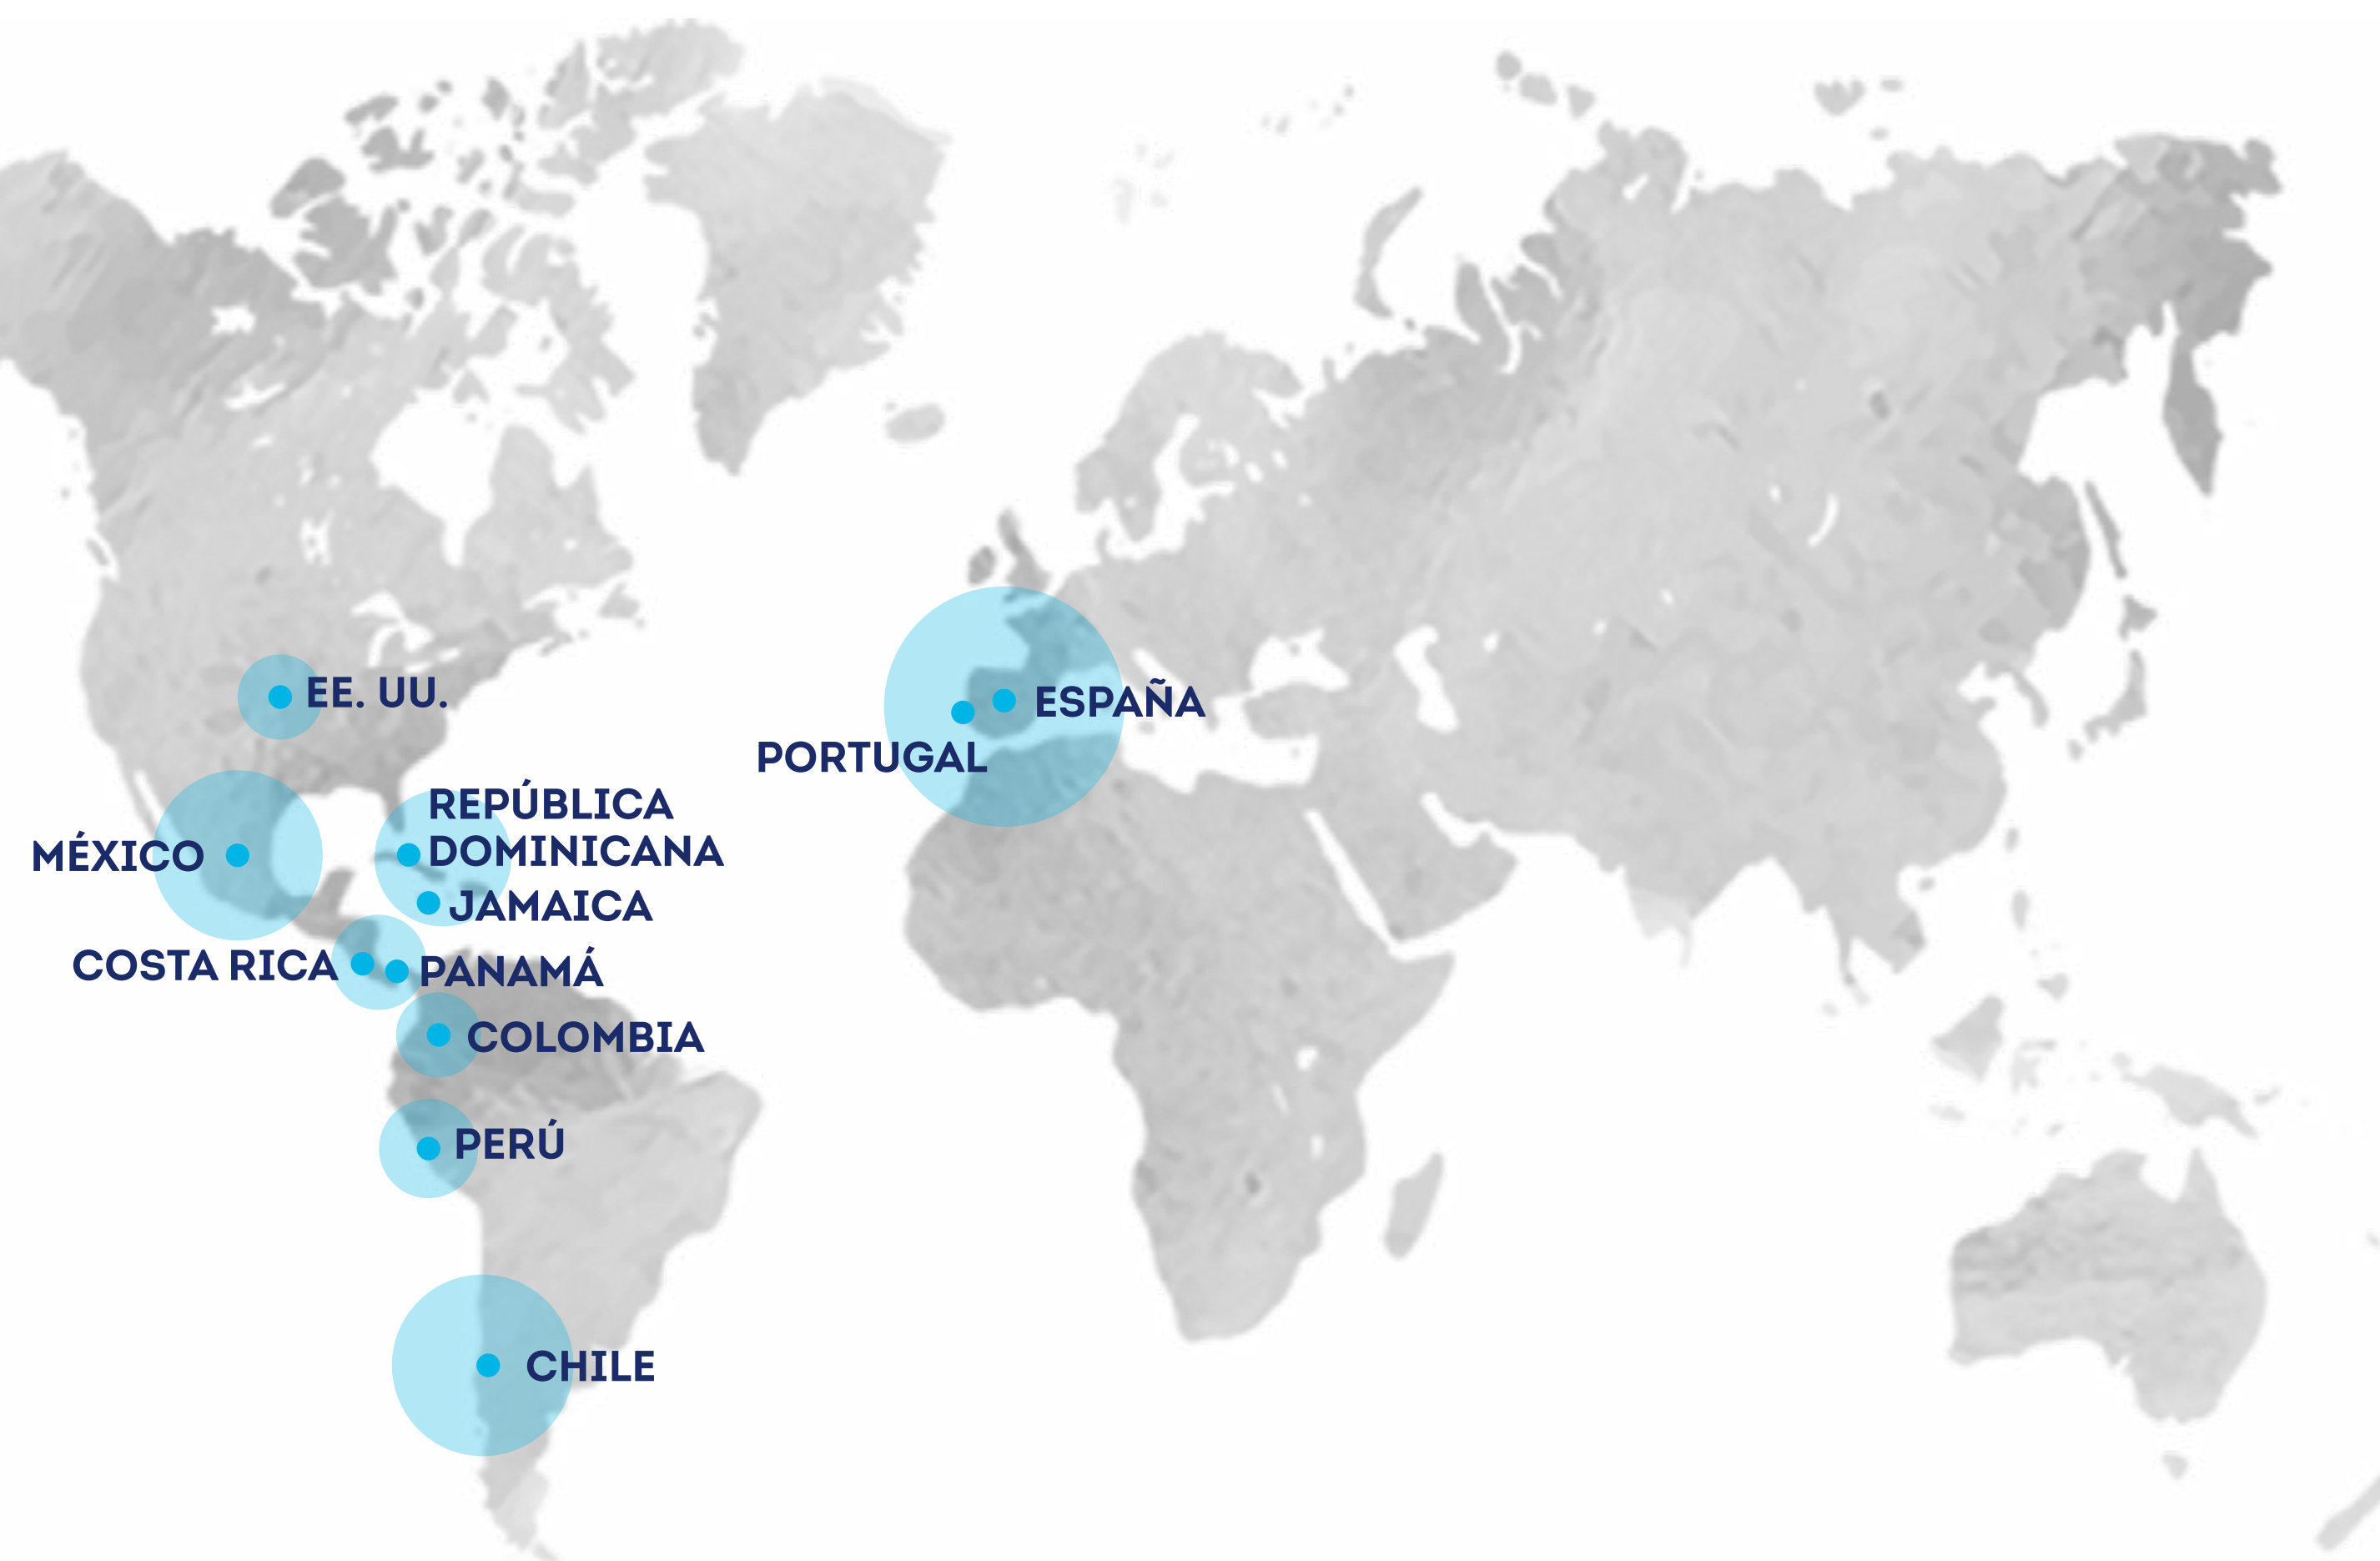 EE. UU.
ESPAÑA
PORTUGAL
REPÚBLICA
DOMINICANA
MÉXICO
JAMAICA
COSTA RICA
PANAMÁ
COLOMBIA
PERÚ
CHILE